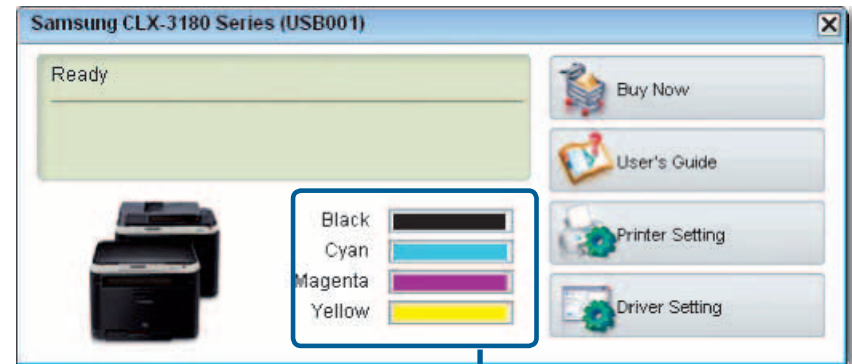 Samsung CLX-3180 Series (USB001)
Ready
Buy Now
User's Guide
Printer Setting
Driver Setting
Black
Cyan
Magenta
Yellow